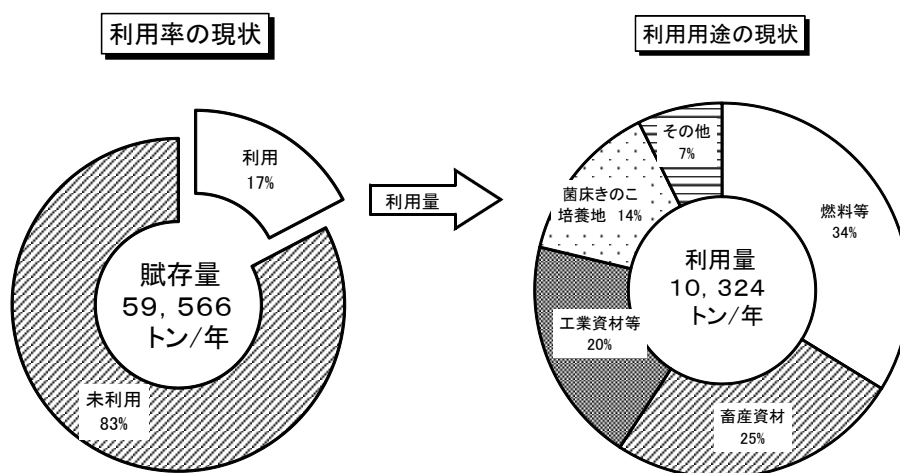 利用率の現状
利用
17%
賦存量
59,566
トン/年
未利用
83%
利用量
利用用途の現状
その他
7%
菌床きのこ
培養地 14%
燃料等
34%
利用量
10,324
トン/年
工業資材等
20%
畜産資材
25%